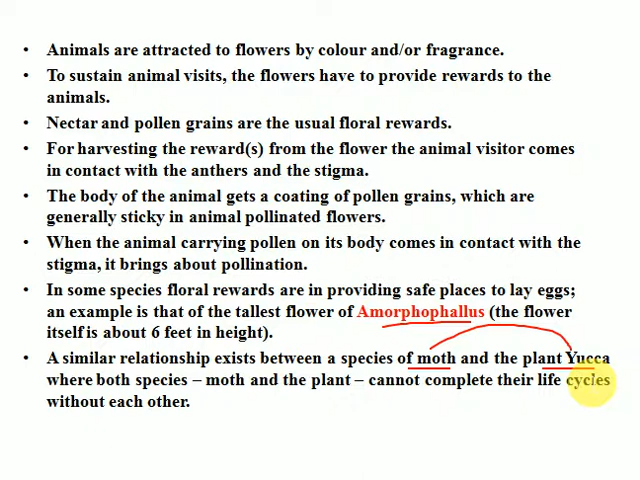 • Animals are attracted to flowers by colour and/or fragrance.
• To sustain animal visits, the flowers have to provide rewards to the
animals.
• Nectar and pollen grains are the usual floral rewards.
• For harvesting the reward(s) from the flower the animal visitor comes
in contact with the anthers and the stigma.
• The body of the animal gets a coating of pollen grains, which are
generally sticky in animal pollinated flowers.
• When the animal carrying pollen on its body comes in contact with the
stigma, it brings about pollination.
• In some species floral rewards are in providing safe places to lay eggs;
an example is that of the tallest flower of Amorphophallus (the flower
itself is about 6 feet in height).
• A similar relationship exists between a species of moth and the plant Yucca
where both species – moth and the plant – cannot complete their life cycles
without each other.